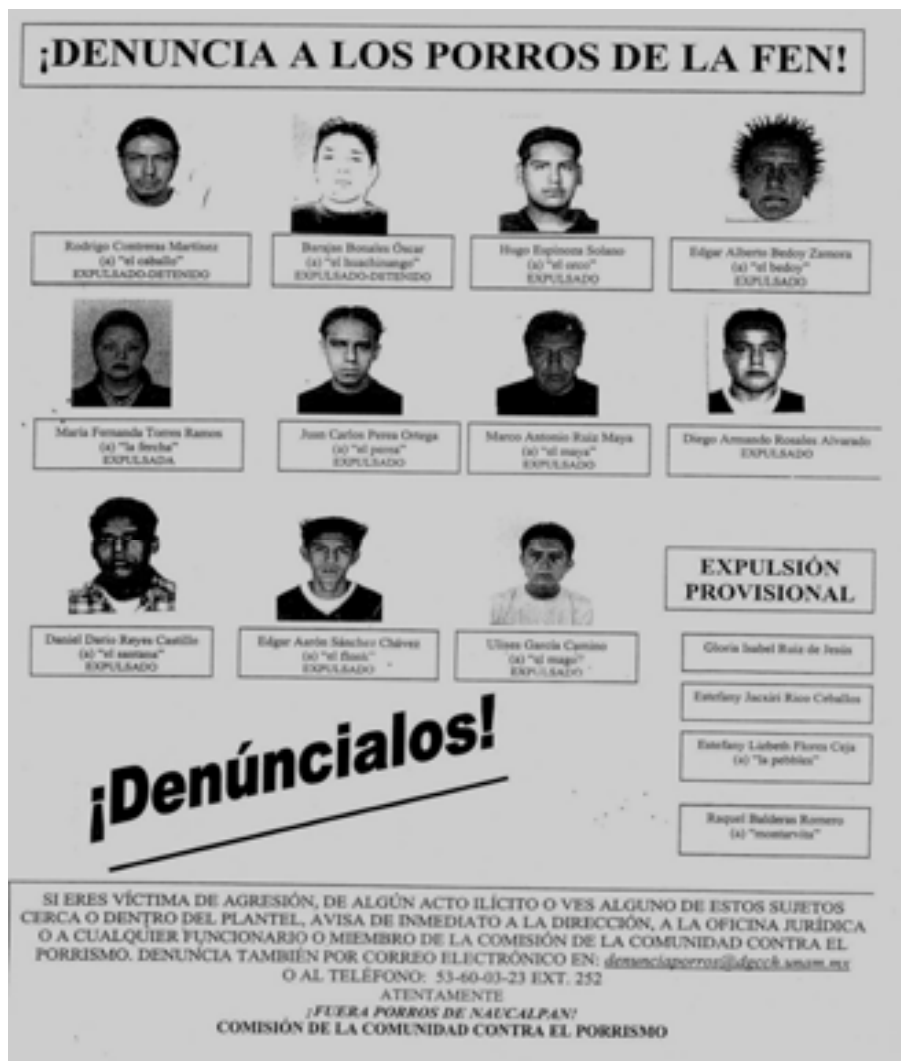 ¡DENUNCIA A LOS PORROS DE LA FEN!
Rodrigo Contreras Martínez
(a) "el caballo"
EXPULSADO-DETENIDO
Barajas Bonales Óscar
(a) "el huachinango"
EXPULSADO-DETENIDO
Hugo Espinoza Solano
(a) "el orco"
EXPULSADO
Edgar Alberto Bedoy Zamora
(a) "el bedoy"
EXPULSADO
María Fernanda Torres Ramos
(a) "la
EXPULSADA
Juan Carlos Perea Ortega
(a) "el
EXPULSADO
Marco Antonio Ruiz Maya
(a) "el maya"
EXPULSADO
Diego Armando Rosales Alvarado
EXPULSADO
Daniel Darío Reyes Castillo
(a) "el santana"
EXPULSADO
Edgar Aarón Sánchez Chávez
(a) "el
EXPULSADO
Ulises García Camino
(a) "el mago"
EXPULSADO
EXPULSIÓN
PROVISIONAL
Gloria Isabel Ruiz de Jesús
Estefany Rico Ceballos
Estefany Lizbeth Flores Ceja
(a) "la pebbles"
Raquel Balderas Romero
(a)
¡Denúncialos!
SI ERES VÍCTIMA DE AGRESIÓN, DE ALGÚN ACTO ILÍCITO O VES ALGUNO DE ESTOS SUJETOS
CERCA O DENTRO DEL PLANTEL, AVISA DE INMEDIATO A LA DIRECCIÓN, A LA OFICINA JURÍDICA
O A CUALQUIER FUNCIONARIO O MIEMBRO DE LA COMISIÓN DE LA COMUNIDAD CONTRA EL
PORRISMO. DENUNCIA TAMBIÉN POR CORREO ELECTRÓNICO EN: denunciaporros@dgcch.unam.mx
O AL TELÉFONO: 53-60-03-23 EXT. 252
ATENTAMENTE
¡FUERA PORROS DE NAUCALPAN!
COMISIÓN DE LA COMUNIDAD CONTRA EL PORRISMO